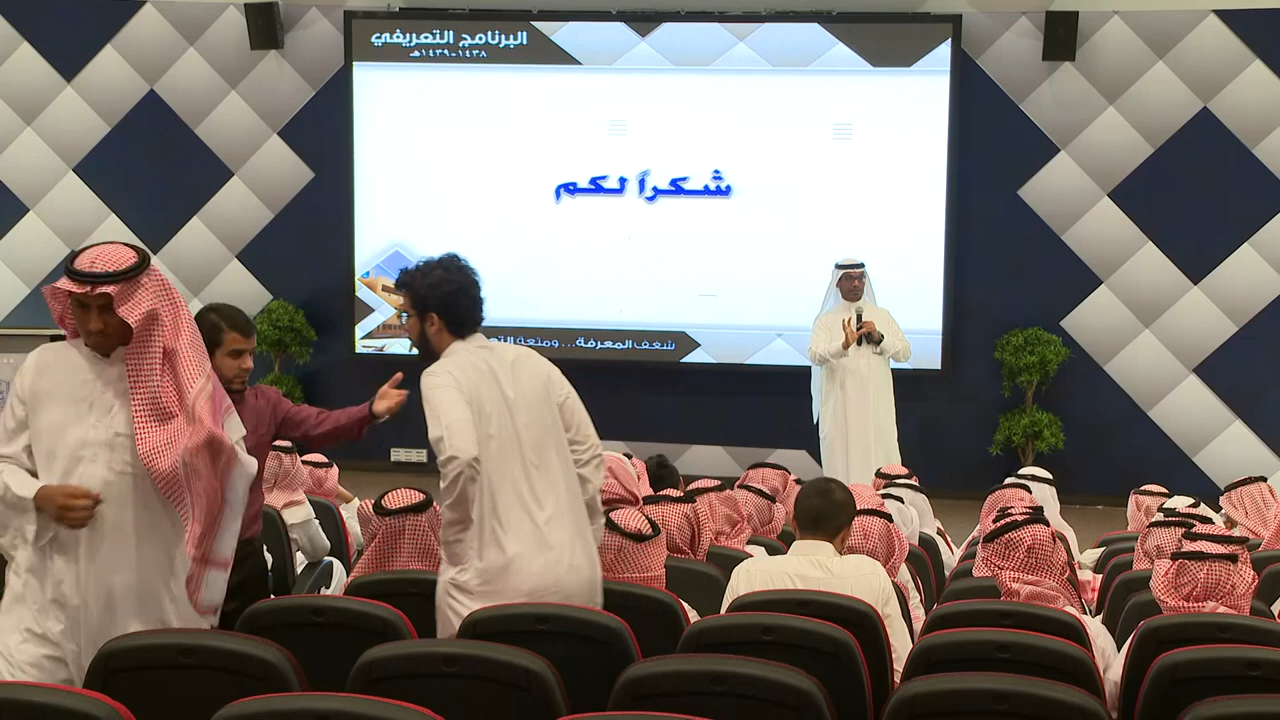 البرنامج التعريفي
١٤٣٨-١٤٣٩هـ
شكراً لكم
شغف المعرفة... ومتعة